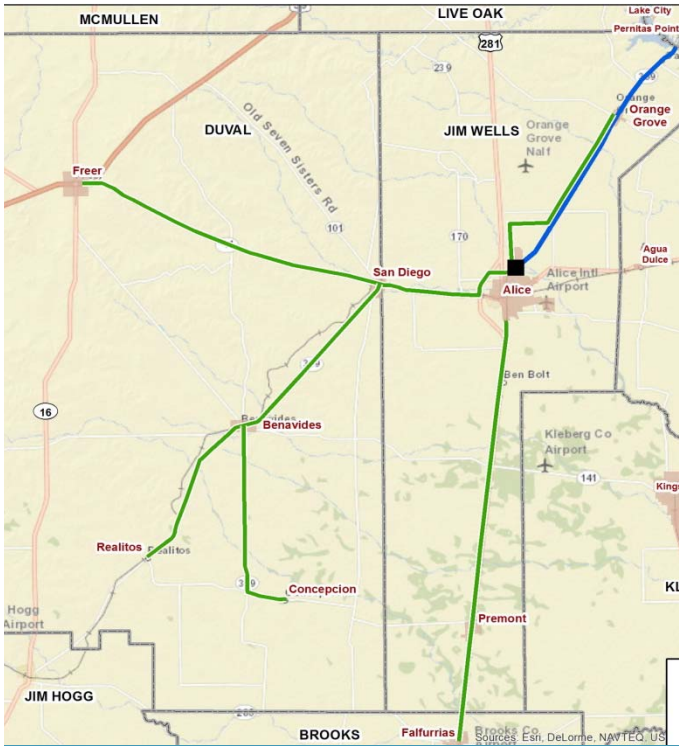 MCMULLEN
LIVE OAK
Lake City
Pernitas Point
281
239
Orange
Orange
Grove
DUVAL
JIM WELLS
Orange
Grove
Nalf
Old Seven Sisters Rd
Freer
101
170
San Diego
Agua
Dulce
Alice Intl
Airport
Alice
Ben Bolt
16
Benavides
Kleberg Co
Airport
141
Kings
Realitos
Realitos
Concepcion
Hogg
Airport
Premont
KL
JIM HOGG
285
BROOKS
Falfurrias
Brooks Co
Airport
Sources: Esri, DeLorme, NAVTEQ, US